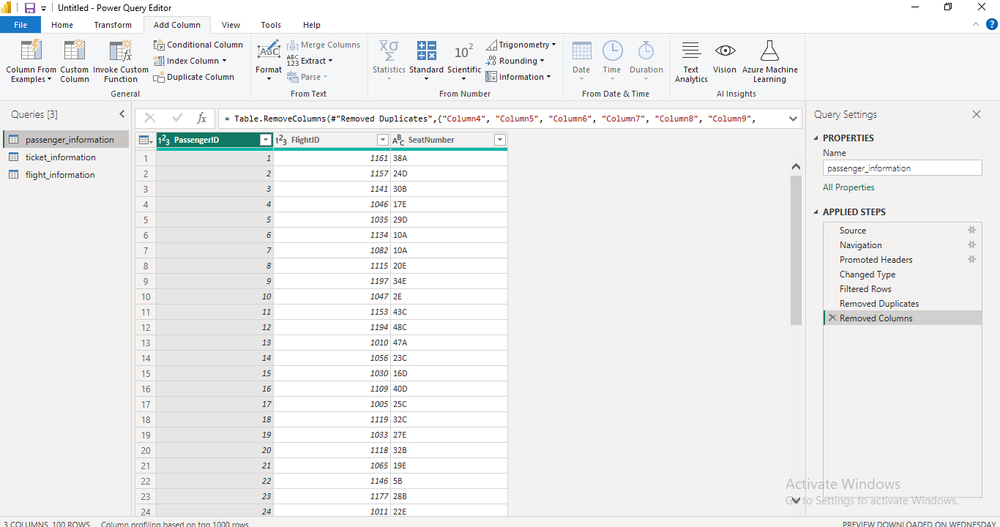 Untitled - Power Query Editor
File Home Transform Add Column View Tools Help
Column From Examples
Custom Column
Invoke Custom Function
Conditional Column
Index Column
Duplicate Column
General
Format
Merge Columns
Extract
Parse
From Text
Statistics
Standard
Scientific
Trigonometry
Rounding
Information
From Number
Date
Time
Duration
From Date & Time
Text Analytics
Vision
Azure Machine Learning
AI Insights
Queries [3]
passenger_information
ticket_information
flight_information
= Table.RemoveColumns(#"Removed Duplicates",{"Column4", "Column5", "Column6", "Column7", "Column8", "Column9",
PassengerID FlightID SeatNumber
1 1 1161 38A
2 2 1157 24D
3 3 1141 30B
4 4 1046 17E
5 5 1035 29D
6 6 1134 10A
7 7 1082 10A
8 8 1115 20E
9 9 1197 34E
10 10 1047 2E
11 11 1153 43C
12 12 1194 48C
13 13 1010 47A
14 14 1056 23C
15 15 1030 16D
16 16 1109 40D
17 17 1005 25C
18 18 1119 32C
19 19 1033 27E
20 20 1118 32B
21 21 1065 19E
22 22 1146 5B
23 23 1177 28B
24 24 1011 22E
Query Settings
PROPERTIES
Name
passenger_information
All Properties
APPLIED STEPS
Source
Navigation
Promoted Headers
Changed Type
Filtered Rows
Removed Duplicates
Removed Columns
Activate Windows
Go to Settings to activate Windows.
3 COLUMNS, 100 ROWS Column profiling based on top 1000 rows
PREVIEW DOWNLOADED ON WEDNESDAY